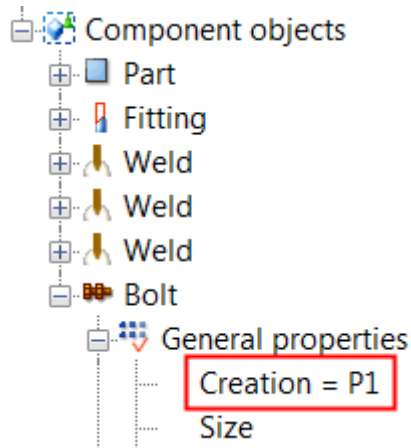 Component objects
Part
Fitting
Weld
Weld
Weld
Bolt
General properties
Creation = P1
Size